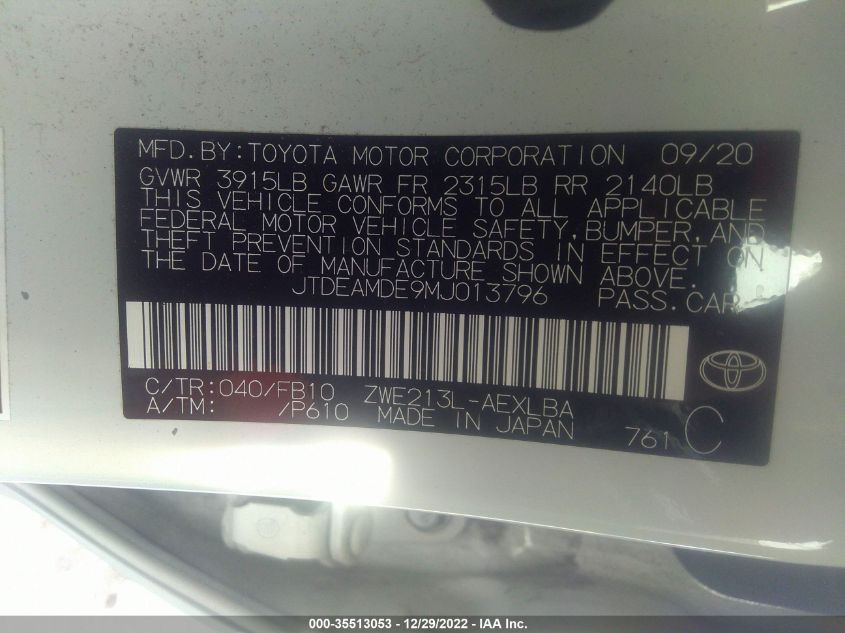 MFD.BY:TOYOTA MOTOR CORPORATION 09/20
GVWR 3915LB GAWR FR 2315LB RR 2140LB
THIS VEHICLE CONFORMS TO ALL APPLICABLE
FEDERAL MOTOR VEHICLE SAFETY,BUMPER,AND
THEFT PREVENTION STANDARDS IN EFFECT ON
THE DATE OF MANUFACTURE SHOWN ABOVE.
JTDEAMDE9MJ013796 PASS.CAR
C/TR:040/FB10 ZWE213L-AEXLBA
A/TM: /P610 MADE IN JAPAN 761 C
000-35513053 - 12/29/2022 - IAA Inc.